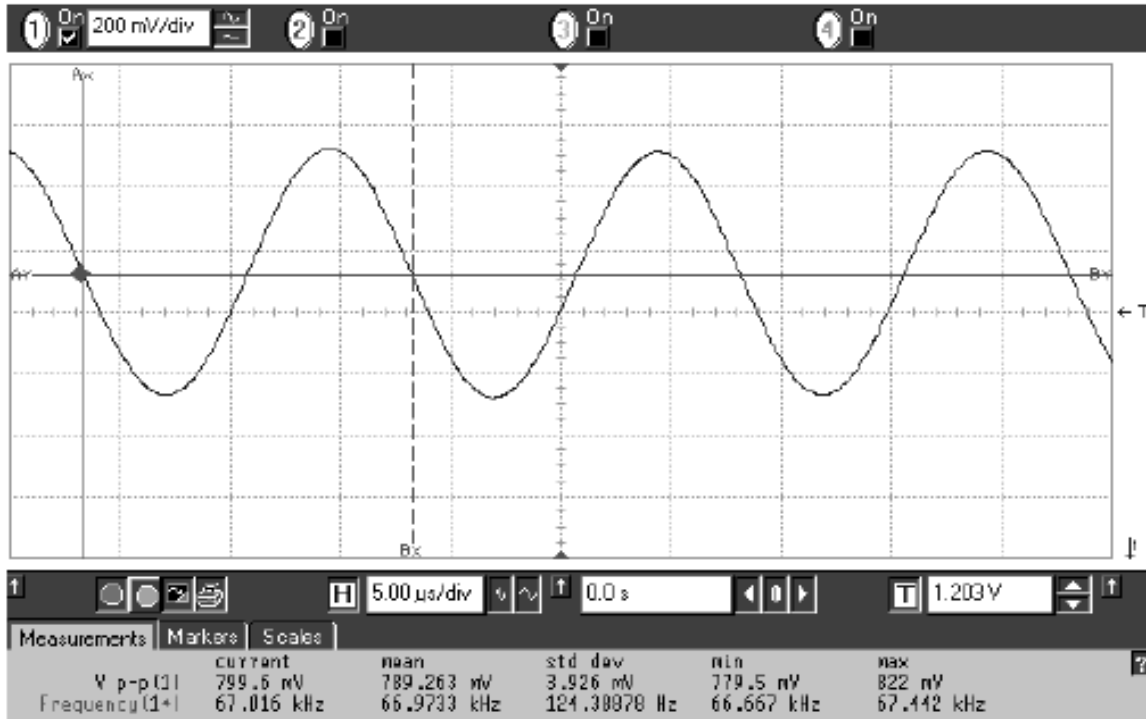 1 On 200 mV/div 2 On 3 On 4 On
Ax
AY BY
T
BX
H 5.00 µs/div 0.0 s 0 T 1.203 V
Measurements Markers Scales
?
current mean std dev min max
V p-p(1) 799.6 mV 789.263 mV 3.926 mV 779.5 mV 822 mV
Frequency(1+) 67.016 kHz 66.9733 kHz 124.38878 Hz 66.667 kHz 67.442 kHz